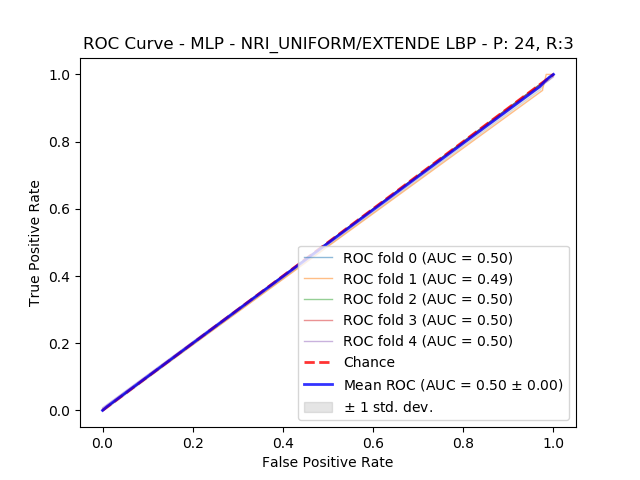 ROC Curve - MLP - NRI_UNIFORM/EXTENDE LBP - P: 24, R:3
True Positive Rate
1.0
0.8
0.6
0.4
0.2
0.0
ROC fold 0 (AUC = 0.50)
ROC fold 1 (AUC = 0.49)
ROC fold 2 (AUC = 0.50)
ROC fold 3 (AUC = 0.50)
ROC fold 4 (AUC = 0.50)
Chance
Mean ROC (AUC = 0.50 ± 0.00)
± 1 std. dev.
0.0 0.2 0.4 0.6 0.8 1.0
False Positive Rate